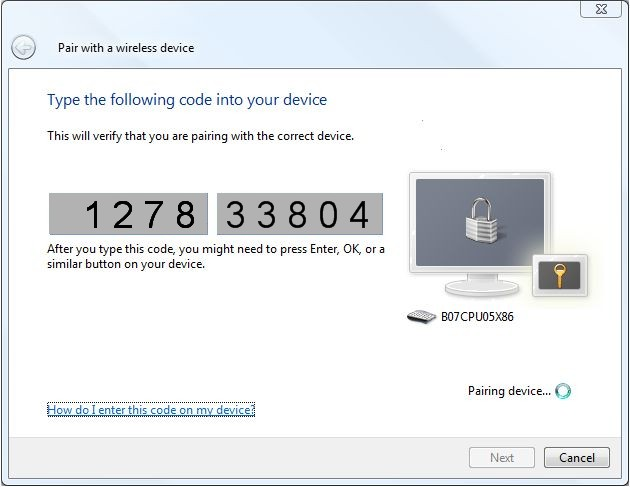 Pair with a wireless device
Type the following code into your device
This will verify that you are pairing with the correct device.
1278 33804
After you type this code, you might need to press Enter, OK, or a
similar button on your device.
B07CPU05X86
Pairing device...
How do I enter this code on my device?
Next Cancel